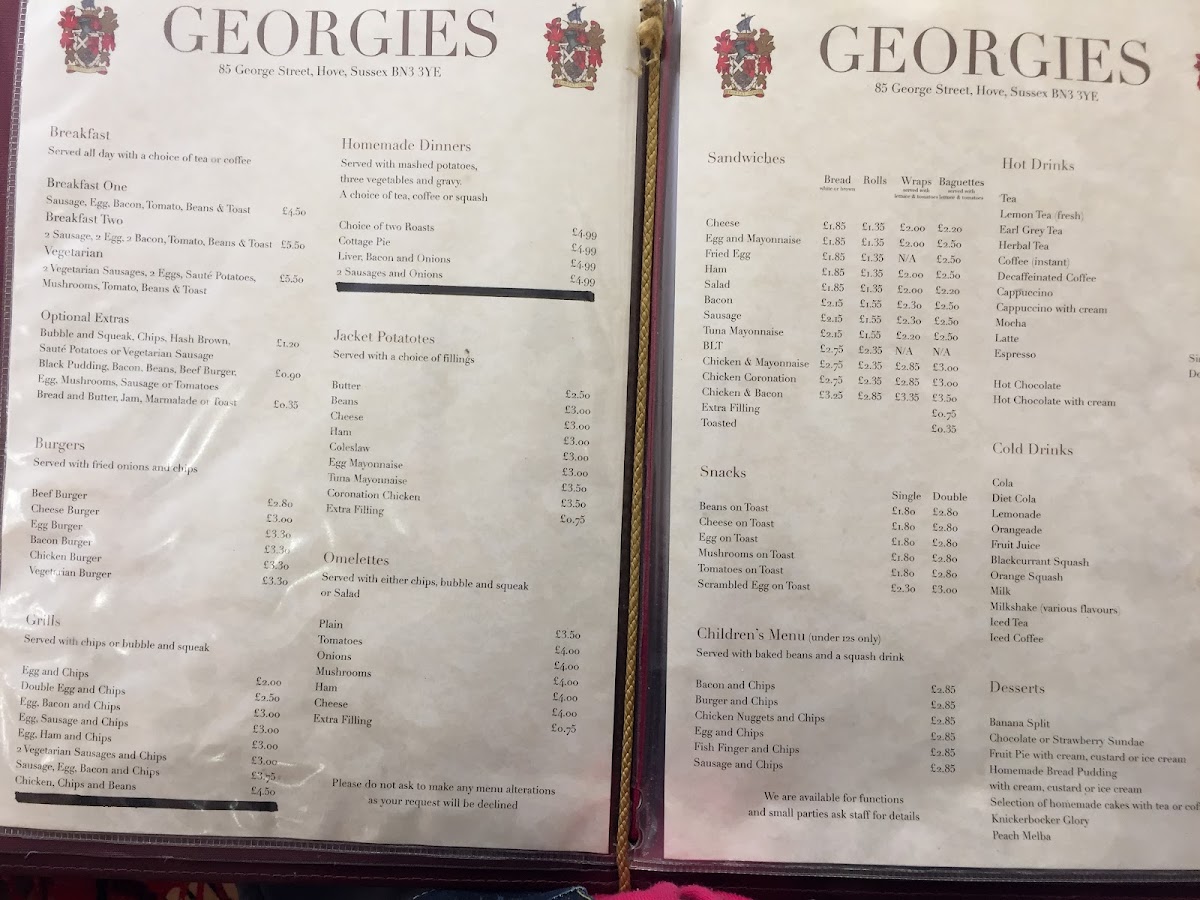 GEORGIES
85 George Street, Hove, Sussex BN3 3YE
Breakfast
Served all day with a choice of tea or coffee
Breakfast One
Sausage, Egg, Bacon, Tomato, Beans & Toast £4.50
Breakfast Two
2 Sausage, 2 Egg, 2 Bacon, Tomato, Beans & Toast £5.50
Vegetarian
2 Vegetarian Sausages, 2 Eggs, Sauté Potatoes, £5.50
Mushrooms, Tomato, Beans & Toast
Optional Extras
Bubble and Squeak, Chips, Hash Brown, £1.20
Sauté Potatoes or Vegetarian Sausage
Black Pudding, Bacon, Beans, Beef Burger, £0.90
Egg, Mushrooms, Sausage or Tomatoes
Bread and Butter, Jam, Marmalade or Toast £0.35
Burgers
Served with fried onions and chips
Beef Burger £2.80
Cheese Burger £3.00
Egg Burger £3.30
Bacon Burger £3.30
Chicken Burger £3.30
Vegetarian Burger £3.30
Grills
Served with chips or bubble and squeak
Egg and Chips £2.00
Double Egg and Chips £2.50
Egg, Bacon and Chips £3.00
Egg, Sausage and Chips £3.00
Egg, Ham and Chips £3.00
2 Vegetarian Sausages and Chips £3.00
Sausage, Egg, Bacon and Chips £3.75
Chicken, Chips and Beans £4.50
Homemade Dinners
Served with mashed potatoes,
three vegetables and gravy.
A choice of tea, coffee or squash
Choice of two Roasts £4.99
Cottage Pie £4.99
Liver, Bacon and Onions £4.99
2 Sausages and Onions £4.99
Jacket Potatotes
Served with a choice of fillings
Butter £2.50
Beans £3.00
Cheese £3.00
Ham £3.00
Coleslaw £3.00
Egg Mayonnaise £3.00
Tuna Mayonnaise £3.50
Coronation Chicken £3.50
Extra Filling £0.75
Omelettes
Served with either chips, bubble and squeak
or Salad
Plain £3.50
Tomatoes £4.00
Onions £4.00
Mushrooms £4.00
Ham £4.00
Cheese £4.00
Extra Filling £0.75
Please do not ask to make any menu alterations
as your request will be declined
GEORGIES
85 George Street, Hove, Sussex BN3 3YE
Sandwiches
Bread Rolls Wraps Baguettes
white or brown served with served with
lettuce & tomatoes lettuce & tomatoes
Cheese £1.85 £1.35 £2.00 £2.20
Egg and Mayonnaise £1.85 £1.35 £2.00 £2.50
Fried Egg £1.85 £1.35 N/A £2.50
Ham £1.85 £1.35 £2.00 £2.50
Salad £1.85 £1.35 £2.00 £2.20
Bacon £2.15 £1.55 £2.30 £2.50
Sausage £2.15 £1.55 £2.30 £2.50
Tuna Mayonnaise £2.15 £1.55 £2.20 £2.50
BLT £2.75 £2.35 N/A N/A
Chicken & Mayonnaise £2.75 £2.35 £2.85 £3.00
Chicken Coronation £2.75 £2.35 £2.85 £3.00
Chicken & Bacon £3.25 £2.85 £3.35 £3.50
Extra Filling £0.75
Toasted £0.35
Snacks
Single Double
Beans on Toast £1.80 £2.80
Cheese on Toast £1.80 £2.80
Egg on Toast £1.80 £2.80
Mushrooms on Toast £1.80 £2.80
Tomatoes on Toast £1.80 £2.80
Scrambled Egg on Toast £2.30 £3.00
Children's Menu (under 12s only)
Served with baked beans and a squash drink
Bacon and Chips £2.85
Burger and Chips £2.85
Chicken Nuggets and Chips £2.85
Egg and Chips £2.85
Fish Finger and Chips £2.85
Sausage and Chips £2.85
We are available for functions
and small parties ask staff for details
Hot Drinks
Tea
Lemon Tea (fresh)
Earl Grey Tea
Herbal Tea
Coffee (instant)
Decaffeinated Coffee
Cappuccino
Cappuccino with cream
Mocha
Latte
Espresso
Hot Chocolate
Hot Chocolate with cream
Cold Drinks
Cola
Diet Cola
Lemonade
Orangeade
Fruit Juice
Blackcurrant Squash
Orange Squash
Milk
Milkshake (various flavours)
Iced Tea
Iced Coffee
Desserts
Banana Split
Chocolate or Strawberry Sundae
Fruit Pie with cream, custard or ice cream
Homemade Bread Pudding
with cream, custard or ice cream
Selection of homemade cakes with tea or cof
Knickerbocker Glory
Peach Melba